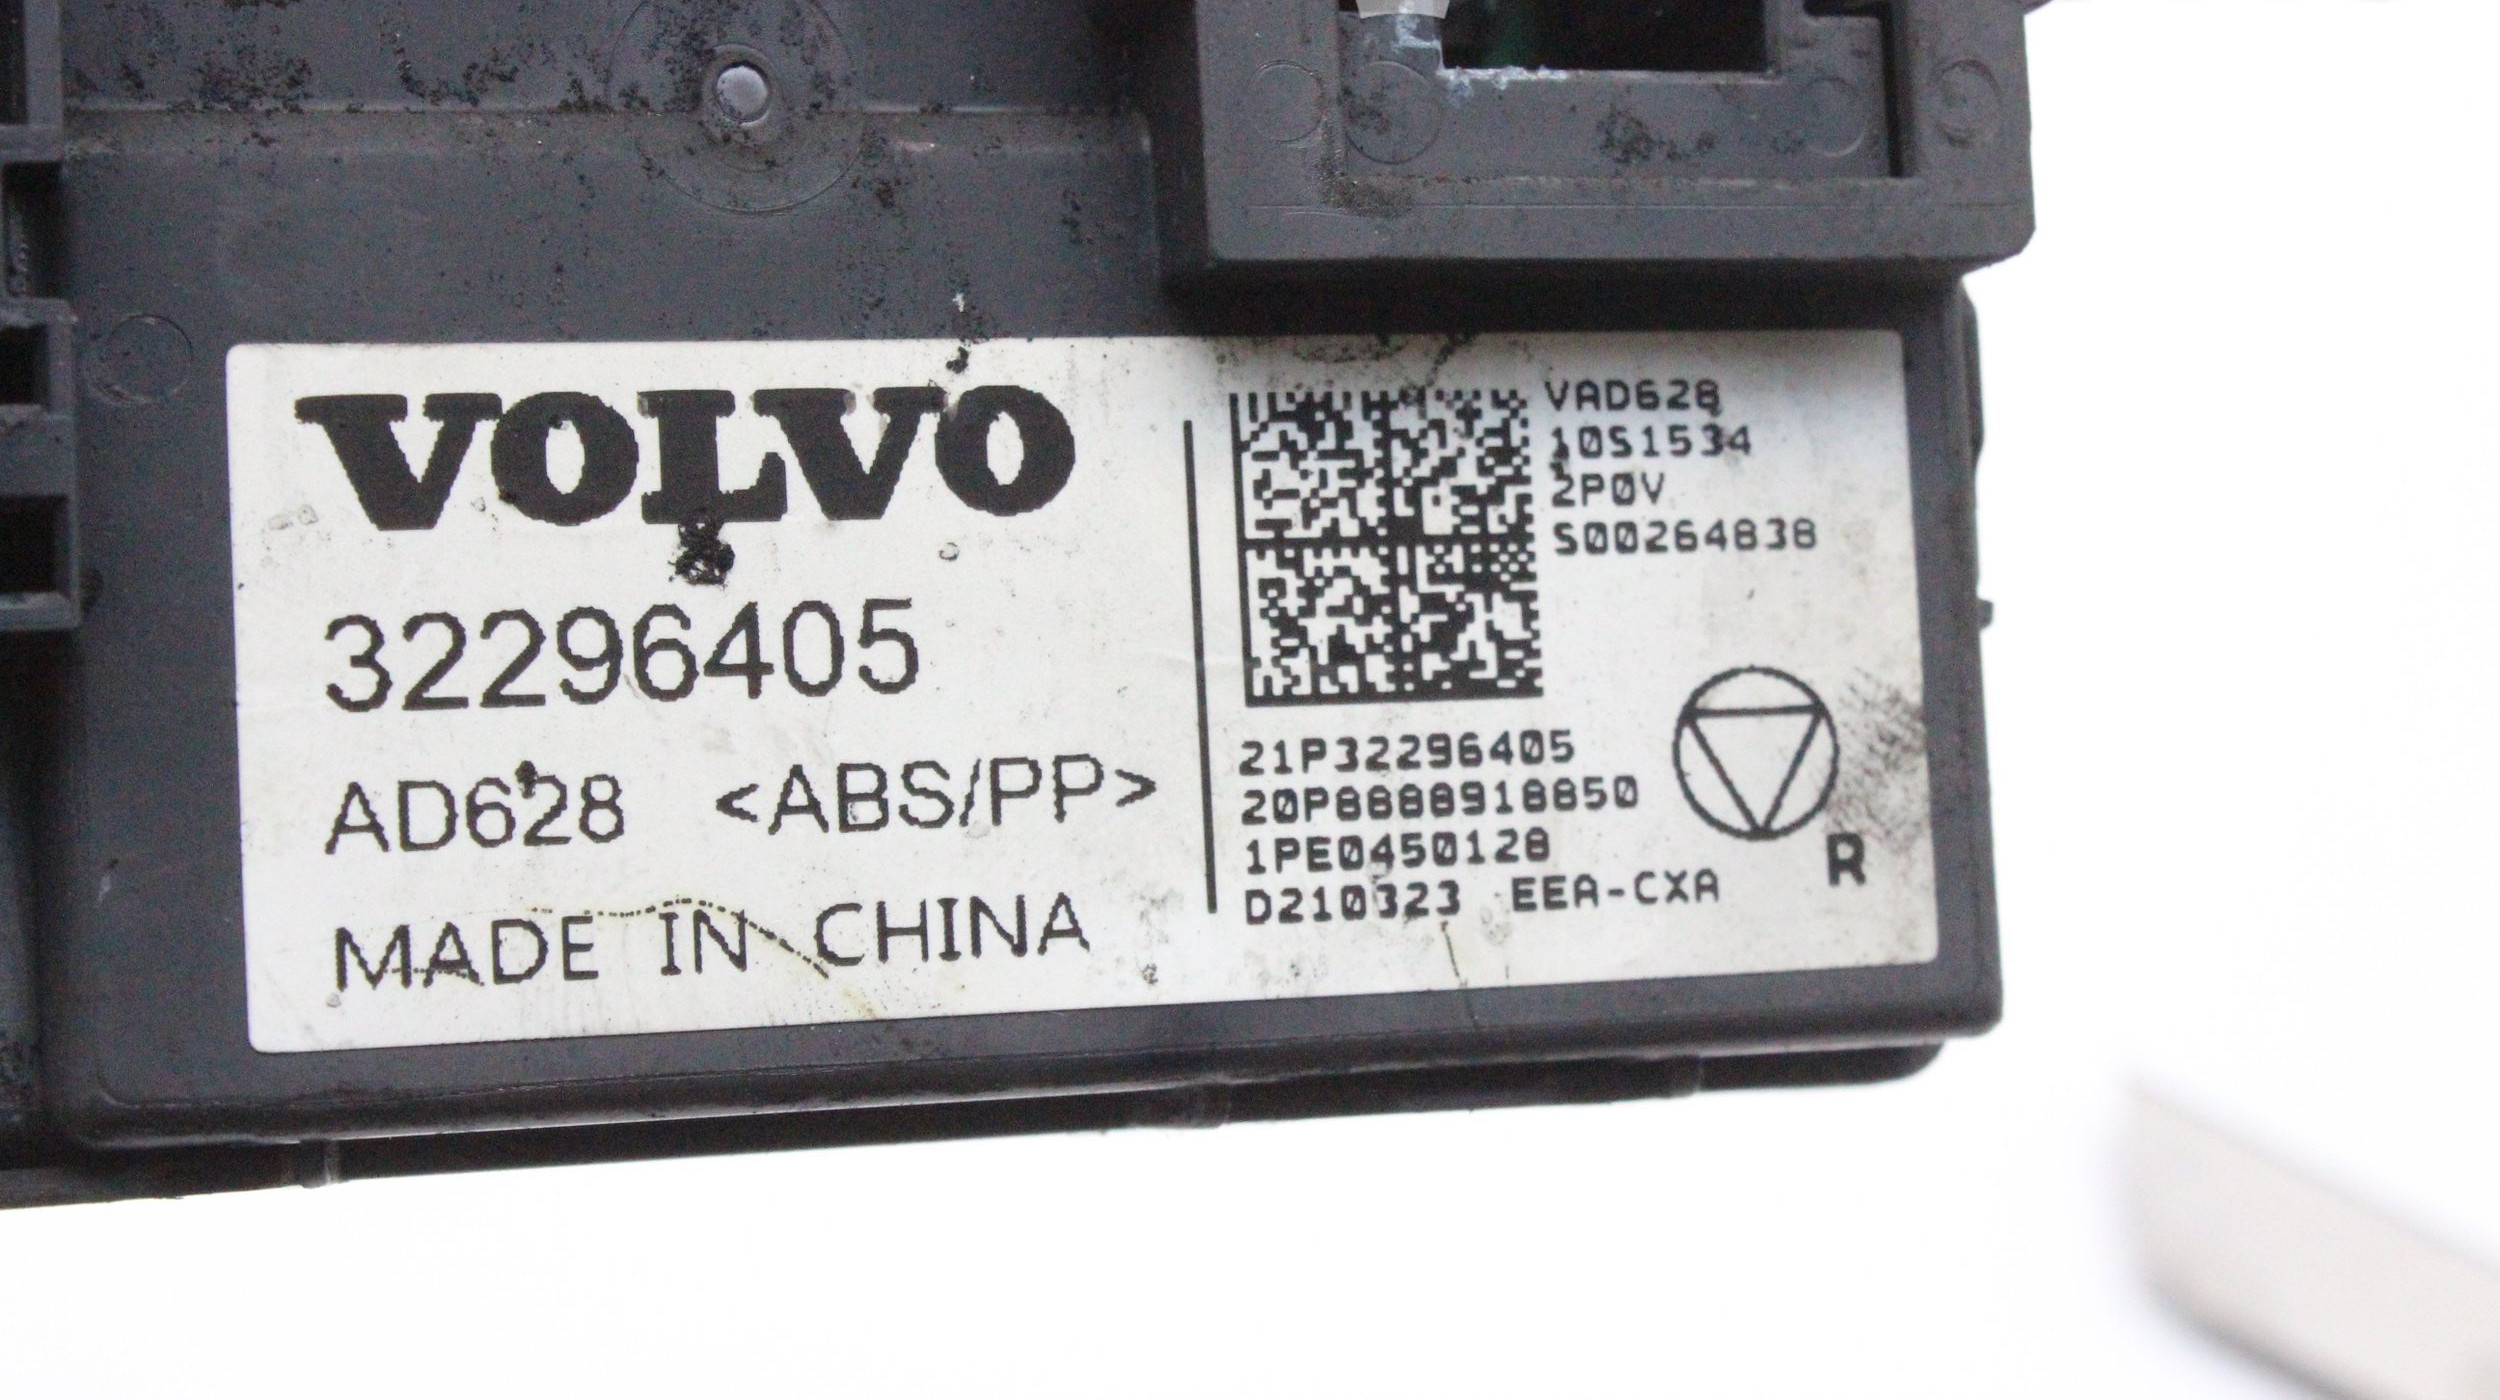 VOLVO
32296405
AD628 <ABS/PP>
MADE IN CHINA
VAD628
10S1534
2P0V
S00264838
21P32296405
20P8888918850
1PE0450128
D210323 EEA-CXA
R